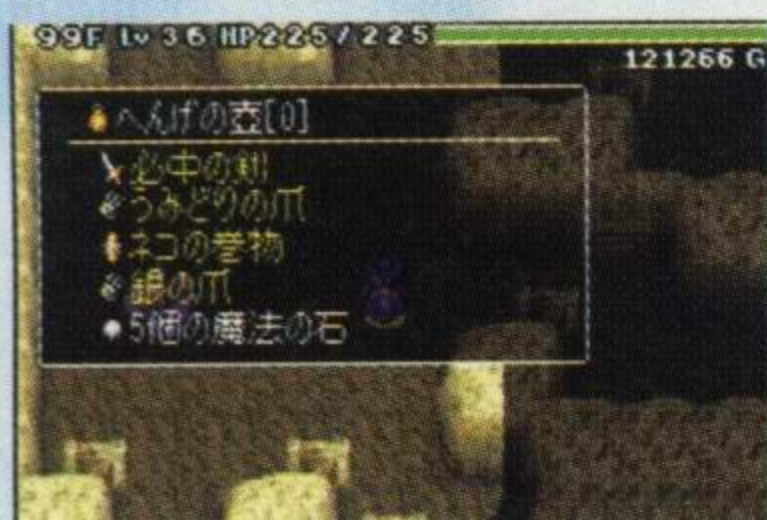 99F Lv 36 HP225/225
121266 G
へんげの壺[0]
必中の剣
うみどりの爪
ネコの巻物
銀の爪
5個の魔法の石